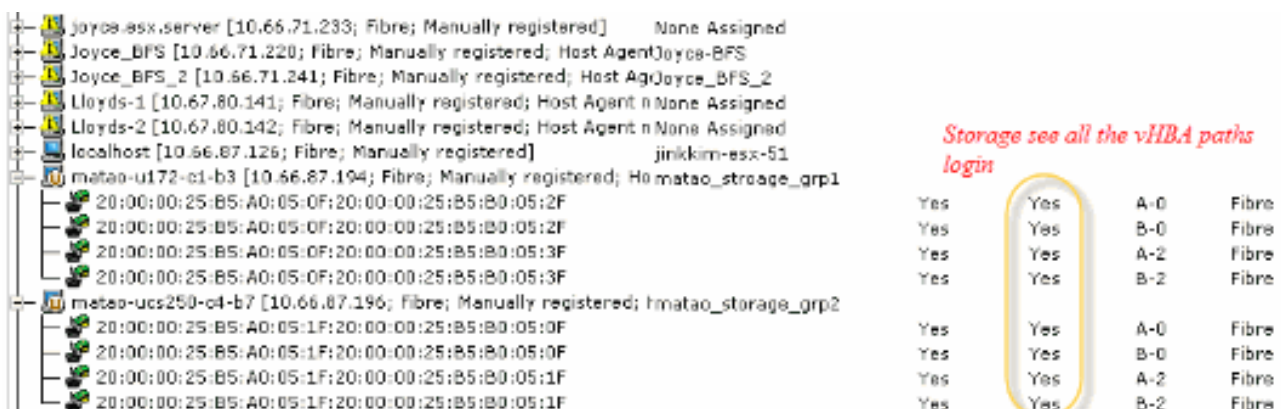 joyce.esx.server [10.66.71.233; Fibre; Manually registered] None Assigned
Joyce_BFS [10.66.71.220; Fibre; Manually registered; Host Agent Joyce-BFS
Joyce_BFS_2 [10.66.71.241; Fibre; Manually registered; Host Ag Joyce_BFS_2
Lloyds-1 [10.67.80.141; Fibre; Manually registered; Host Agent n None Assigned
Lloyds-2 [10.67.80.142; Fibre; Manually registered; Host Agent n None Assigned
localhost [10.66.87.126; Fibre; Manually registered] jinkkim-esx-51
Storage see all the vHBA paths
login
matao-u172-c1-b3 [10.66.87.194; Fibre; Manually registered; Ho matao_stroage_grp1
20:00:00:25:B5:A0:05:0F:20:00:00:25:B5:B0:05:2F Yes Yes A-0 Fibre
20:00:00:25:B5:A0:05:0F:20:00:00:25:B5:B0:05:2F Yes Yes B-0 Fibre
20:00:00:25:B5:A0:05:0F:20:00:00:25:B5:B0:05:3F Yes Yes A-2 Fibre
20:00:00:25:B5:A0:05:0F:20:00:00:25:B5:B0:05:3F Yes Yes B-2 Fibre
matao-ucs250-c4-b7 [10.66.87.196; Fibre; Manually registered; matao_storage_grp2
20:00:00:25:B5:A0:05:1F:20:00:00:25:B5:B0:05:0F Yes Yes A-0 Fibre
20:00:00:25:B5:A0:05:1F:20:00:00:25:B5:B0:05:0F Yes Yes B-0 Fibre
20:00:00:25:B5:A0:05:1F:20:00:00:25:B5:B0:05:1F Yes Yes A-2 Fibre
20:00:00:25:B5:A0:05:1F:20:00:00:25:B5:B0:05:1F Yes Yes B-2 Fibre